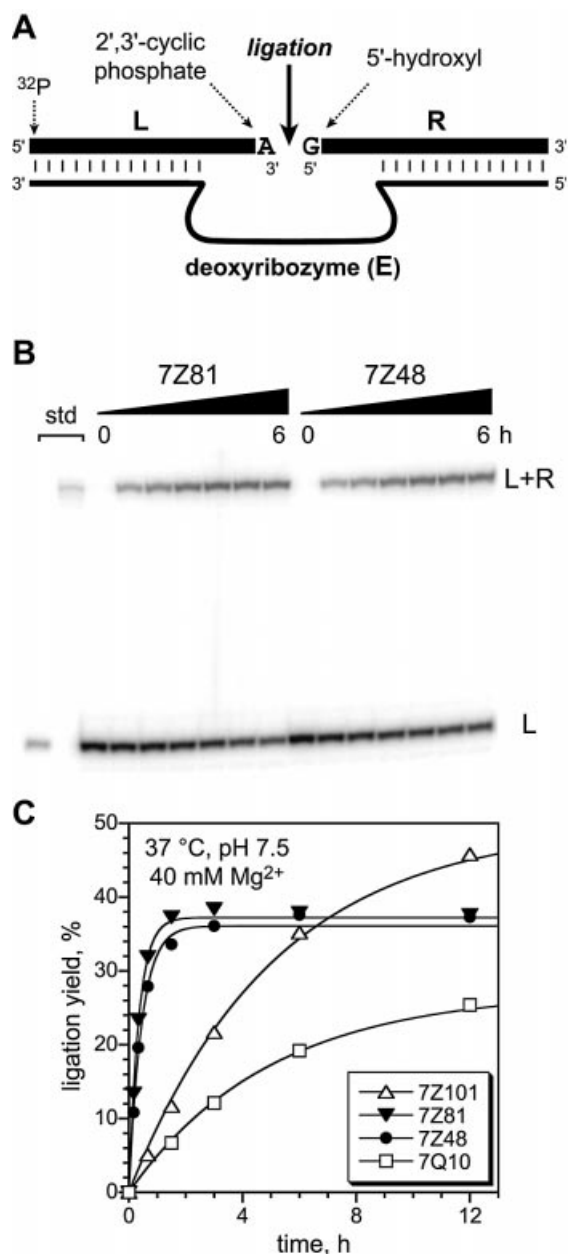 A
2',3'-cyclic
phosphate
ligation
5'-hydroxyl
32P
L
R
5'
A
G
3'
3'
5'
3'
5'
deoxyribozyme (E)
B
7Z81
7Z48
std
0
6
0
6 h
L+R
L
C
50
40
30
20
10
0
ligation yield, %
37 °C, pH 7.5
40 mM Mg2+
7Z101
7Z81
7Z48
7Q10
0
4
8
12
time, h